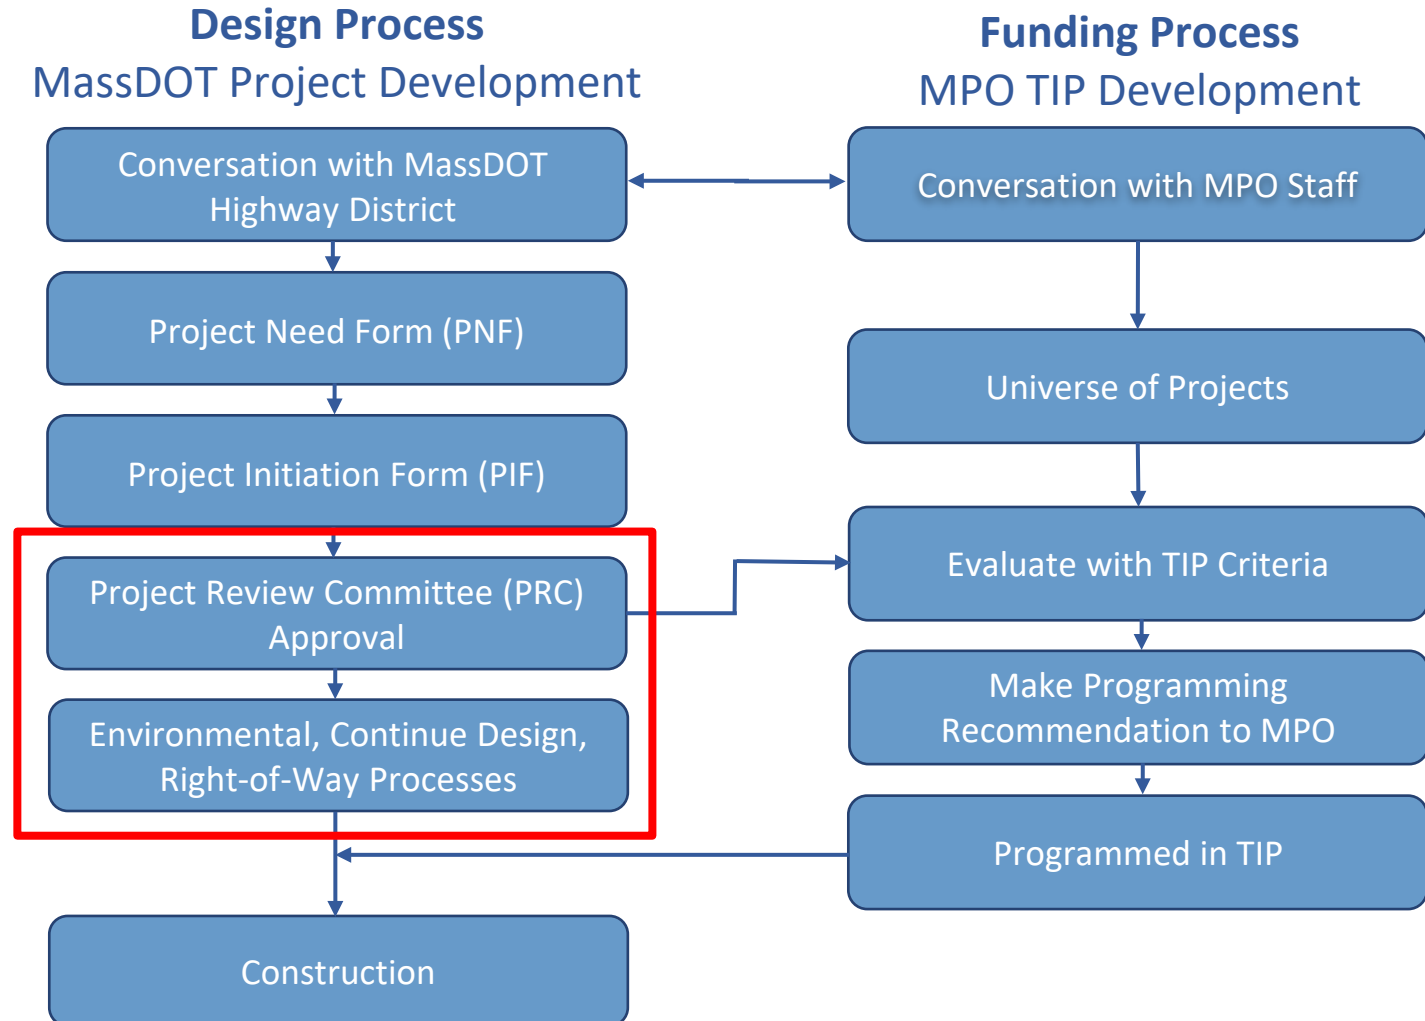 Design Process
MassDOT Project Development
Conversation with MassDOT
Highway District
Project Need Form (PNF)
Project Initiation Form (PIF)
Project Review Committee (PRC)
Approval
Environmental, Continue Design,
Right-of-Way Processes
Construction
Funding Process
MPO TIP Development
Conversation with MPO Staff
Universe of Projects
Evaluate with TIP Criteria
Make Programming
Recommendation to MPO
Programmed in TIP